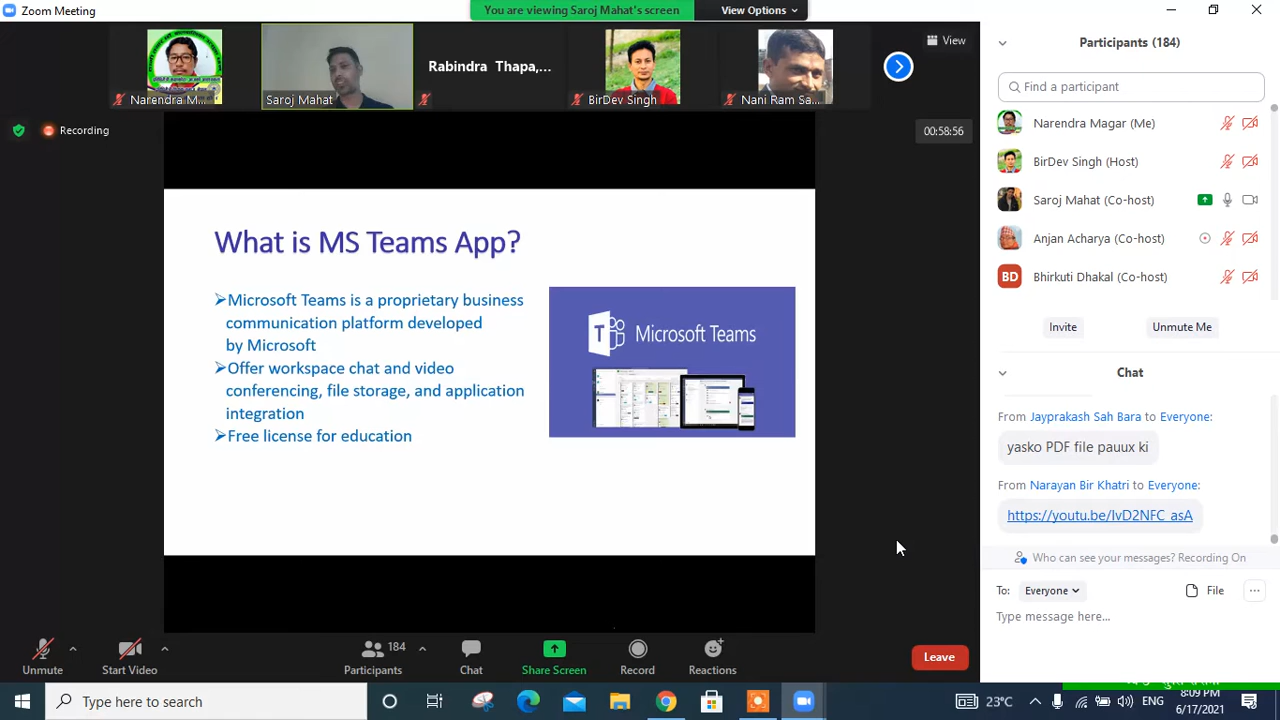 Zoom Meeting
You are viewing Saroj Mahat's screen
View Options
Narendra M...
Saroj Mahat
Rabindra Thapa,...
BirDev Singh
Nani Ram Sa...
View
Recording
00:58:56
What is MS Teams App?
➢Microsoft Teams is a proprietary business
communication platform developed
by Microsoft
➢Offer workspace chat and video
conferencing, file storage, and application
integration
➢Free license for education
T
Microsoft Teams
Participants (184)
Find a participant
Narendra Magar (Me)
BirDev Singh (Host)
Saroj Mahat (Co-host)
Anjan Acharya (Co-host)
BD
Bhirkuti Dhakal (Co-host)
Invite
Unmute Me
Chat
From Jayprakash Sah Bara to Everyone:
yasko PDF file pauux ki
From Narayan Bir Khatri to Everyone:
https://youtu.be/IvD2NFC_asA
Who can see your messages? Recording On
To: Everyone
File
Type message here...
Unmute
Start Video
184
Participants
Chat
Share Screen
Record
Reactions
Leave
Type here to search
23°C
ENG
8:09 PM
6/17/2021